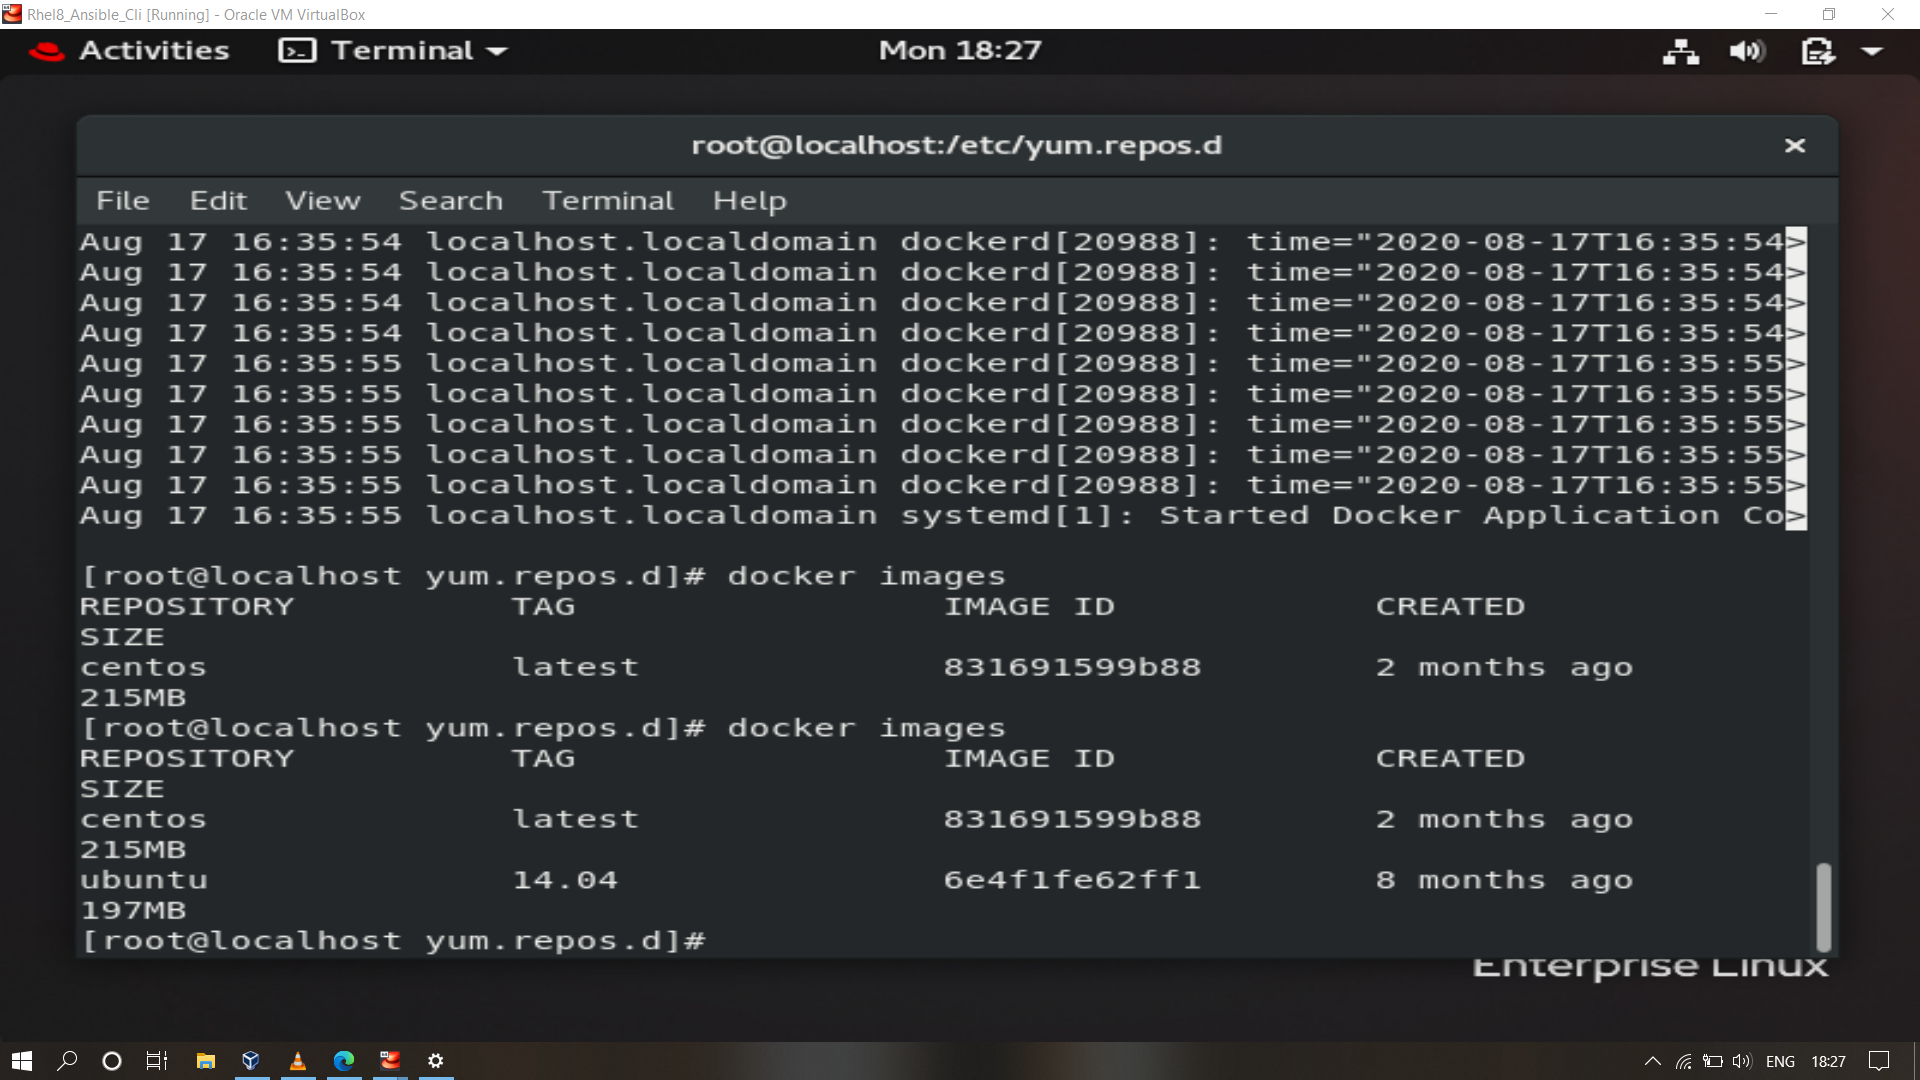 Rhel8_Ansible_Cli [Running] - Oracle VM VirtualBox
Activities Terminal Mon 18:27
root@localhost:/etc/yum.repos.d
File Edit View Search Terminal Help
Aug 17 16:35:54 localhost.localdomain dockerd[20988]: time="2020-08-17T16:35:54>
Aug 17 16:35:54 localhost.localdomain dockerd[20988]: time="2020-08-17T16:35:54>
Aug 17 16:35:54 localhost.localdomain dockerd[20988]: time="2020-08-17T16:35:54>
Aug 17 16:35:54 localhost.localdomain dockerd[20988]: time="2020-08-17T16:35:54>
Aug 17 16:35:55 localhost.localdomain dockerd[20988]: time="2020-08-17T16:35:55>
Aug 17 16:35:55 localhost.localdomain dockerd[20988]: time="2020-08-17T16:35:55>
Aug 17 16:35:55 localhost.localdomain dockerd[20988]: time="2020-08-17T16:35:55>
Aug 17 16:35:55 localhost.localdomain dockerd[20988]: time="2020-08-17T16:35:55>
Aug 17 16:35:55 localhost.localdomain dockerd[20988]: time="2020-08-17T16:35:55>
Aug 17 16:35:55 localhost.localdomain systemd[1]: Started Docker Application Co>
[root@localhost yum.repos.d]# docker images
REPOSITORY TAG IMAGE ID CREATED
SIZE
centos latest 831691599b88 2 months ago
215MB
[root@localhost yum.repos.d]# docker images
REPOSITORY TAG IMAGE ID CREATED
SIZE
centos latest 831691599b88 2 months ago
215MB
ubuntu 14.04 6e4f1fe62ff1 8 months ago
197MB
[root@localhost yum.repos.d]#
Enterprise Linux
ENG 18:27